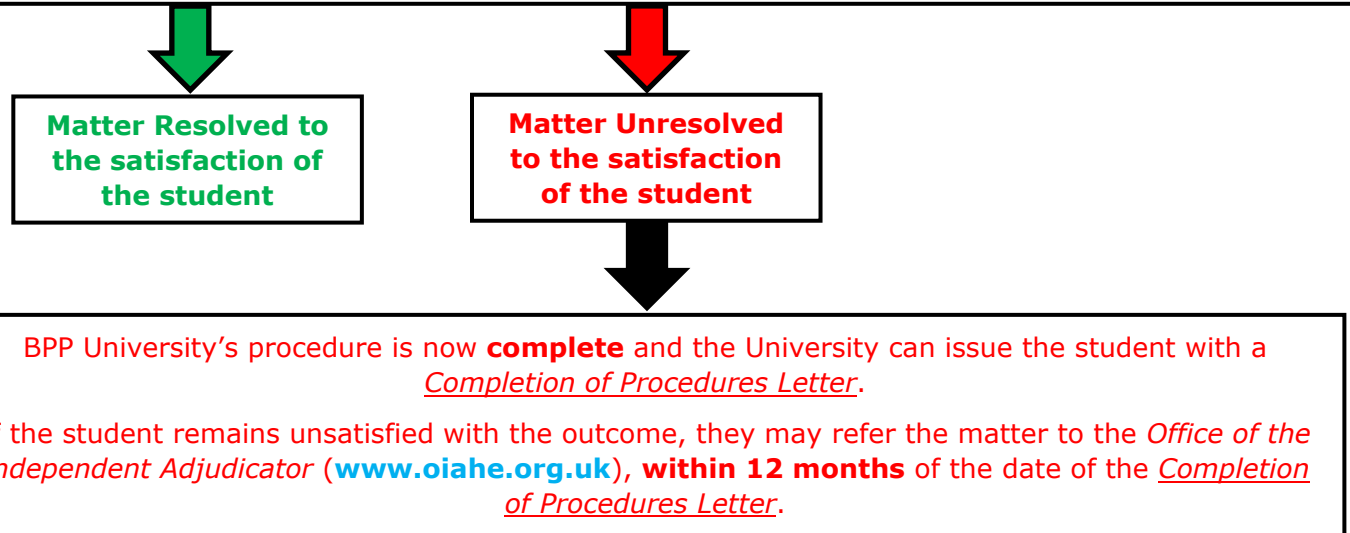 Matter Resolved to
the satisfaction of
the student
Matter Unresolved
to the satisfaction
of the student
BPP University’s procedure is now complete and the University can issue the student with a
Completion of Procedures Letter.
the student remains unsatisfied with the outcome, they may refer the matter to the Office of the
ndependent Adjudicator (www.oiahe.org.uk), within 12 months of the date of the Completion
of Procedures Letter.